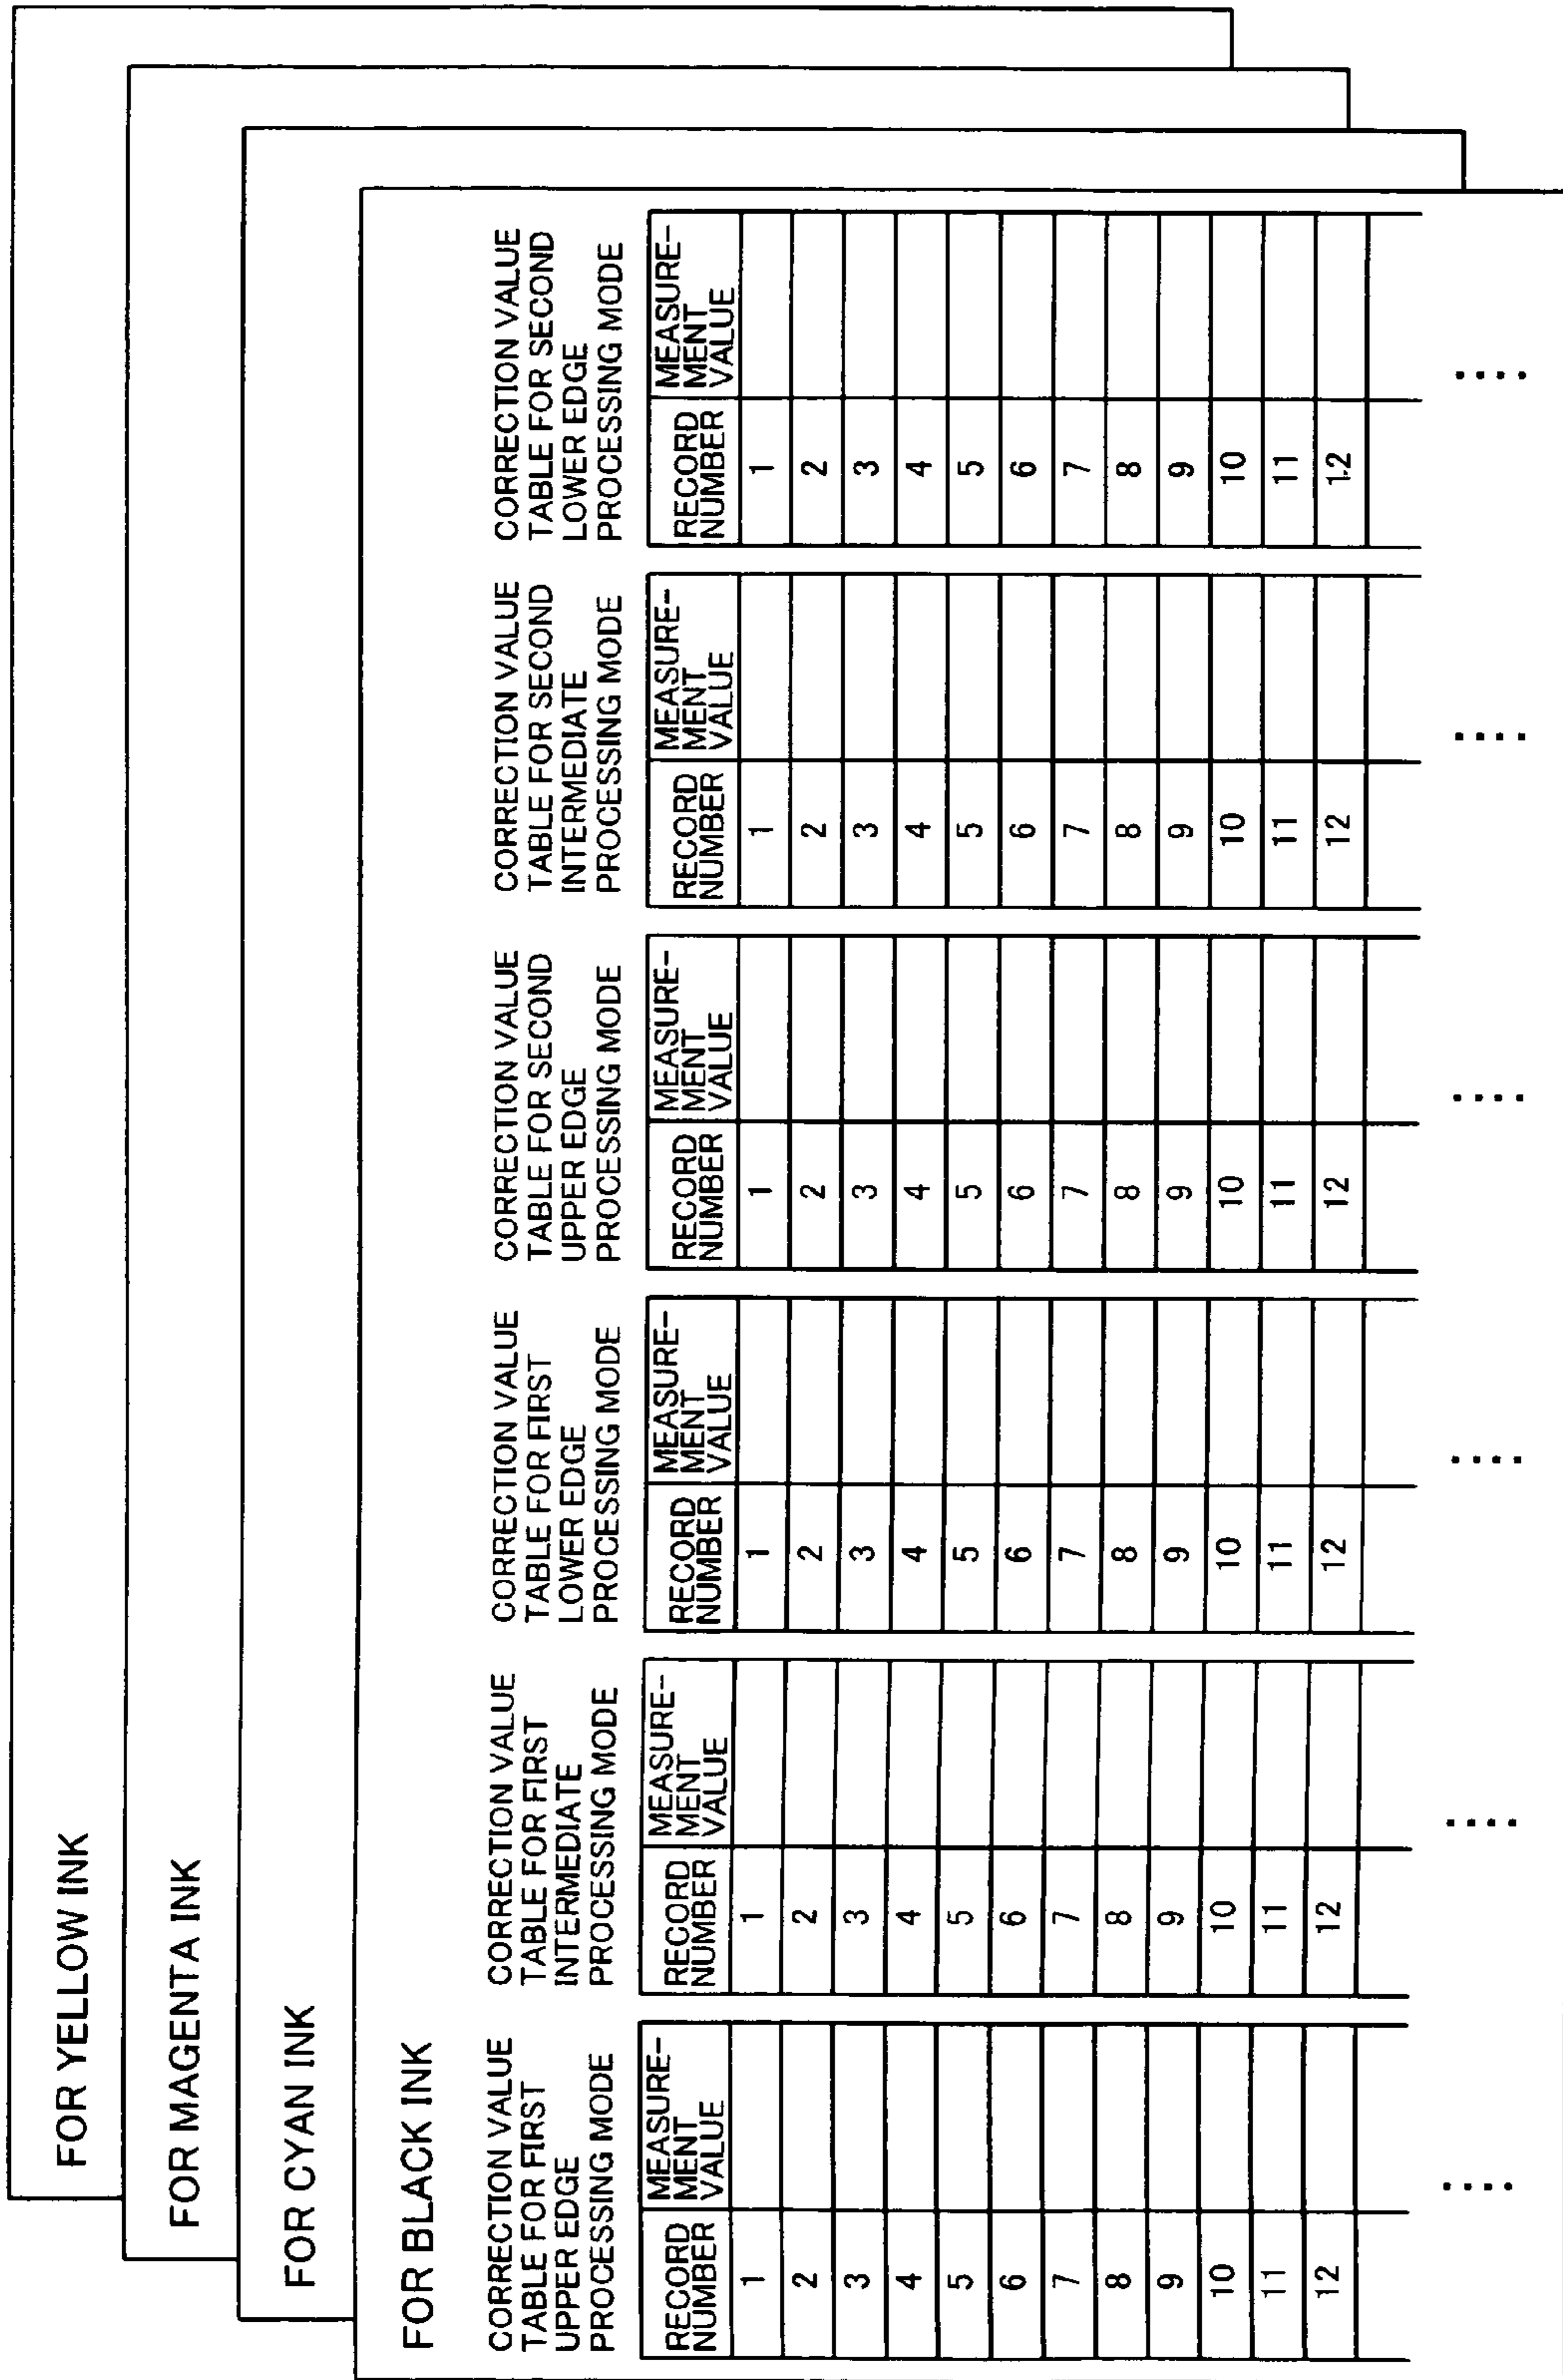 FOR YELLOW INK
FOR MAGENTA INK
FOR CYAN INK
FOR BLACK INK
CORRECTION VALUE
TABLE FOR FIRST
UPPER EDGE
PROCESSING MODE
RECORD
NUMBER
MEASURE-
MENT
VALUE
1
2
3
4
5
6
7
8
9
10
11
12
....
CORRECTION VALUE
TABLE FOR FIRST
INTERMEDIATE
PROCESSING MODE
RECORD
NUMBER
MEASURE-
MENT
VALUE
1
2
3
4
5
6
7
8
9
10
11
12
....
CORRECTION VALUE
TABLE FOR FIRST
LOWER EDGE
PROCESSING MODE
RECORD
NUMBER
MEASURE-
MENT
VALUE
1
2
3
4
5
6
7
8
9
10
11
12
....
CORRECTION VALUE
TABLE FOR SECOND
UPPER EDGE
PROCESSING MODE
RECORD
NUMBER
MEASURE-
MENT
VALUE
1
2
3
4
5
6
7
8
9
10
11
12
....
CORRECTION VALUE
TABLE FOR SECOND
INTERMEDIATE
PROCESSING MODE
RECORD
NUMBER
MEASURE-
MENT
VALUE
1
2
3
4
5
6
7
8
9
10
11
12
....
CORRECTION VALUE
TABLE FOR SECOND
LOWER EDGE
PROCESSING MODE
RECORD
NUMBER
MEASURE-
MENT
VALUE
1
2
3
4
5
6
7
8
9
10
11
12
....